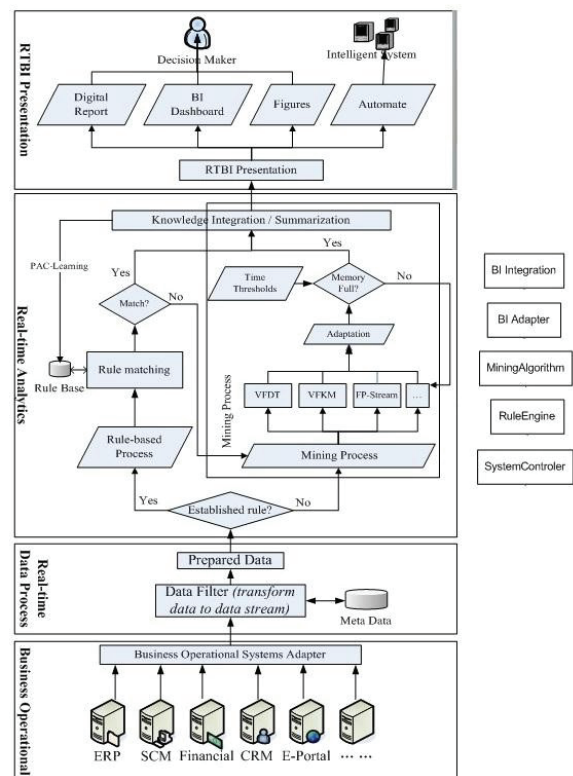 RTBI Presentation
Decision Maker
Intelligent System
Digital
Report
BI
Dashboard
Figures
Automate
RTBI Presentation
Real-time Analytics
Knowledge Integration / Summarization
PAC-Learning
Yes
Yes
Match?
No
Time
Thresholds
Memory
Full?
No
Adaptation
Rule Base
Rule matching
Mining Process
VFDT
VFKM
FP-Stream
...
Rule-based
Process
Mining Process
Yes
Established rule?
No
BI Integration
BI Adapter
MiningAlgorithm
RuleEngine
SystemControler
Real-time
Data Process
Prepared Data
Data Filter (transform
data to data stream)
Meta Data
Business Operational
Business Operational Systems Adapter
ERP
SCM
Financial
CRM
E-Portal
... ...